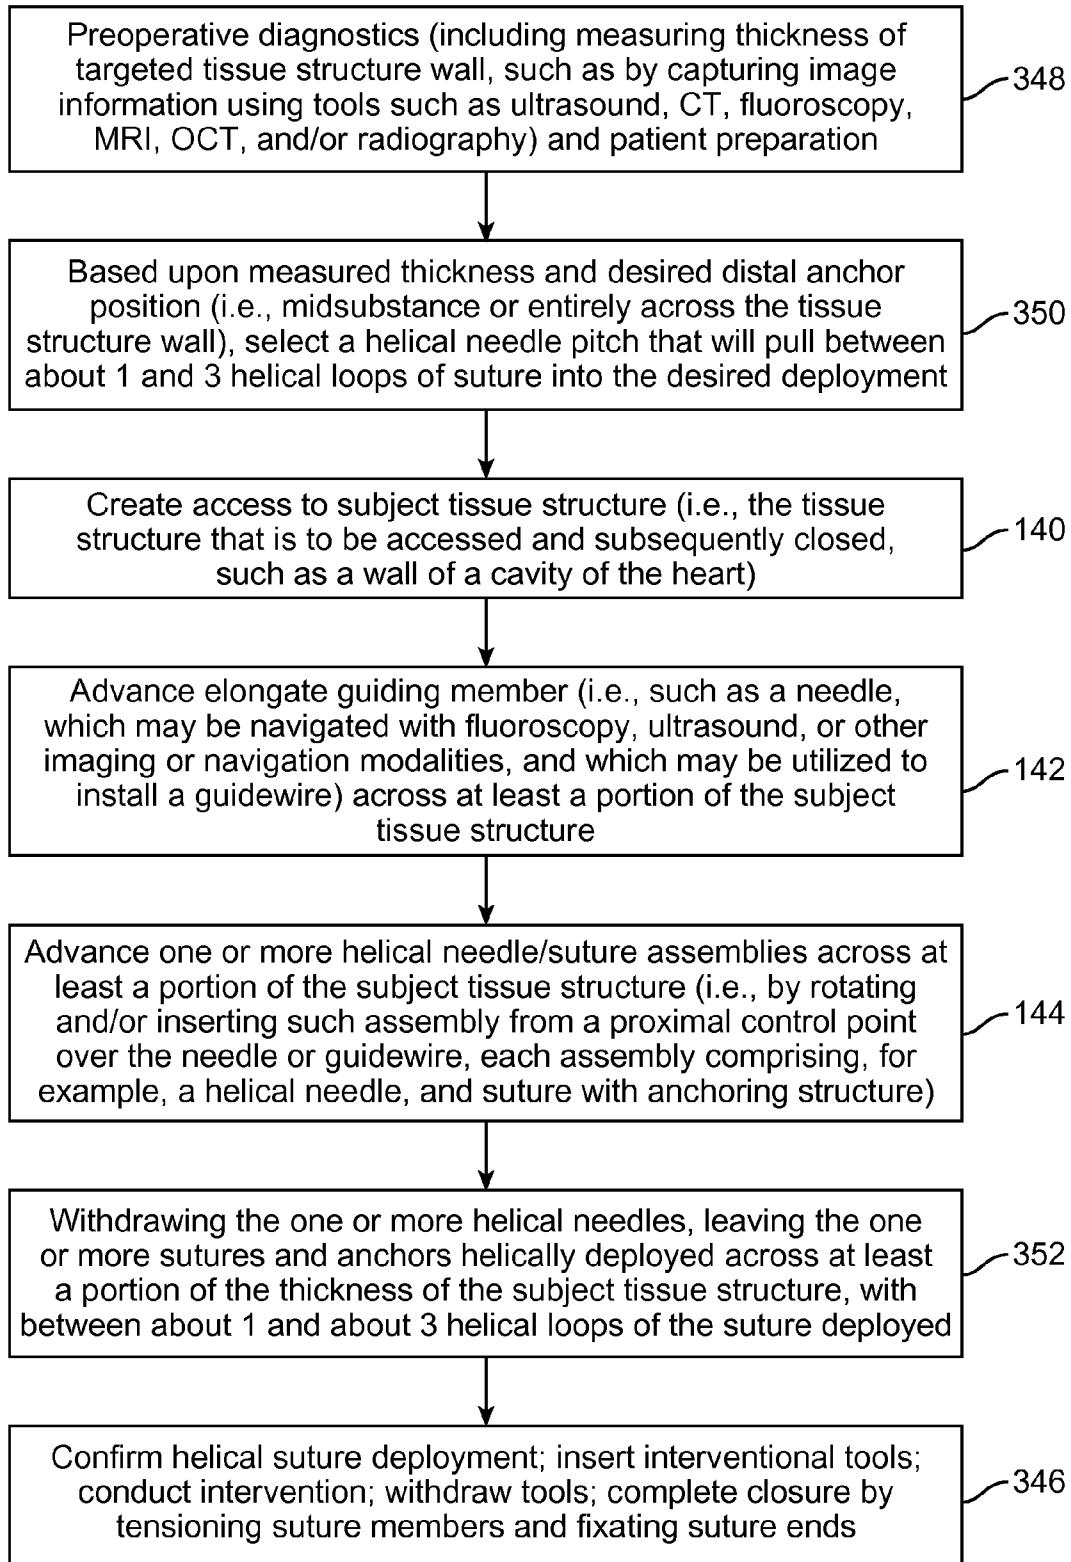 Preoperative diagnostics (including measuring thickness of
targeted tissue structure wall, such as by capturing image
information using tools such as ultrasound, CT, fluoroscopy,
MRI, OCT, and/or radiography) and patient preparation
348
Based upon measured thickness and desired distal anchor
position (i.e., midsubstance or entirely across the tissue
structure wall), select a helical needle pitch that will pull between
about 1 and 3 helical loops of suture into the desired deployment
350
Create access to subject tissue structure (i.e., the tissue
structure that is to be accessed and subsequently closed,
such as a wall of a cavity of the heart)
140
Advance elongate guiding member (i.e., such as a needle,
which may be navigated with fluoroscopy, ultrasound, or other
imaging or navigation modalities, and which may be utilized to
install a guidewire) across at least a portion of the subject
tissue structure
142
Advance one or more helical needle/suture assemblies across at
least a portion of the subject tissue structure (i.e., by rotating
and/or inserting such assembly from a proximal control point
over the needle or guidewire, each assembly comprising, for
example, a helical needle, and suture with anchoring structure)
144
Withdrawing the one or more helical needles, leaving the one
or more sutures and anchors helically deployed across at least
a portion of the thickness of the subject tissue structure, with
between about 1 and about 3 helical loops of the suture deployed
352
Confirm helical suture deployment; insert interventional tools;
conduct intervention; withdraw tools; complete closure by
tensioning suture members and fixating suture ends
346